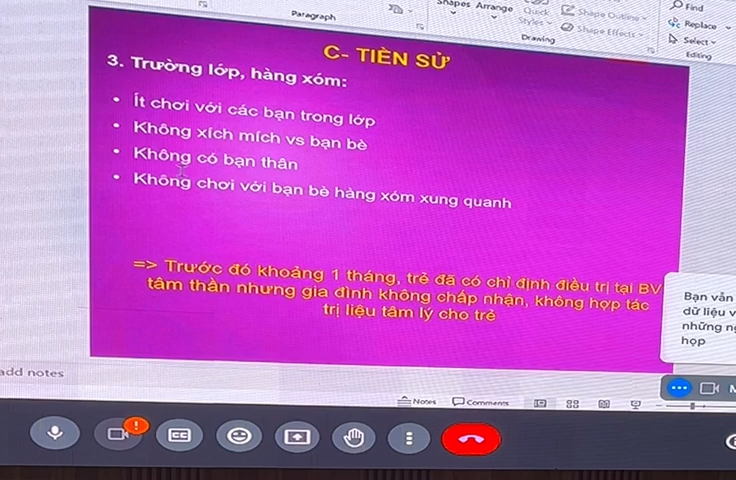 Shapes
Arrange
Quick
Styles
Shape Outline
Shape Effects
Find
Replace
Select
Paragraph
Drawing
Editing
C- TIỀN SỬ
3. Trường lớp, hàng xóm:
• Ít chơi với các bạn trong lớp
• Không xích mích vs bạn bè
• Không có bạn thân
• Không chơi với bạn bè hàng xóm xung quanh
=> Trước đó khoảng 1 tháng, trẻ đã có chỉ định điều trị tại BV
tâm thần nhưng gia đình không chấp nhận, không hợp tác
trị liệu tâm lý cho trẻ
Bạn vẫn
dữ liệu v
những
họp
add notes
Notes
Comments
CC